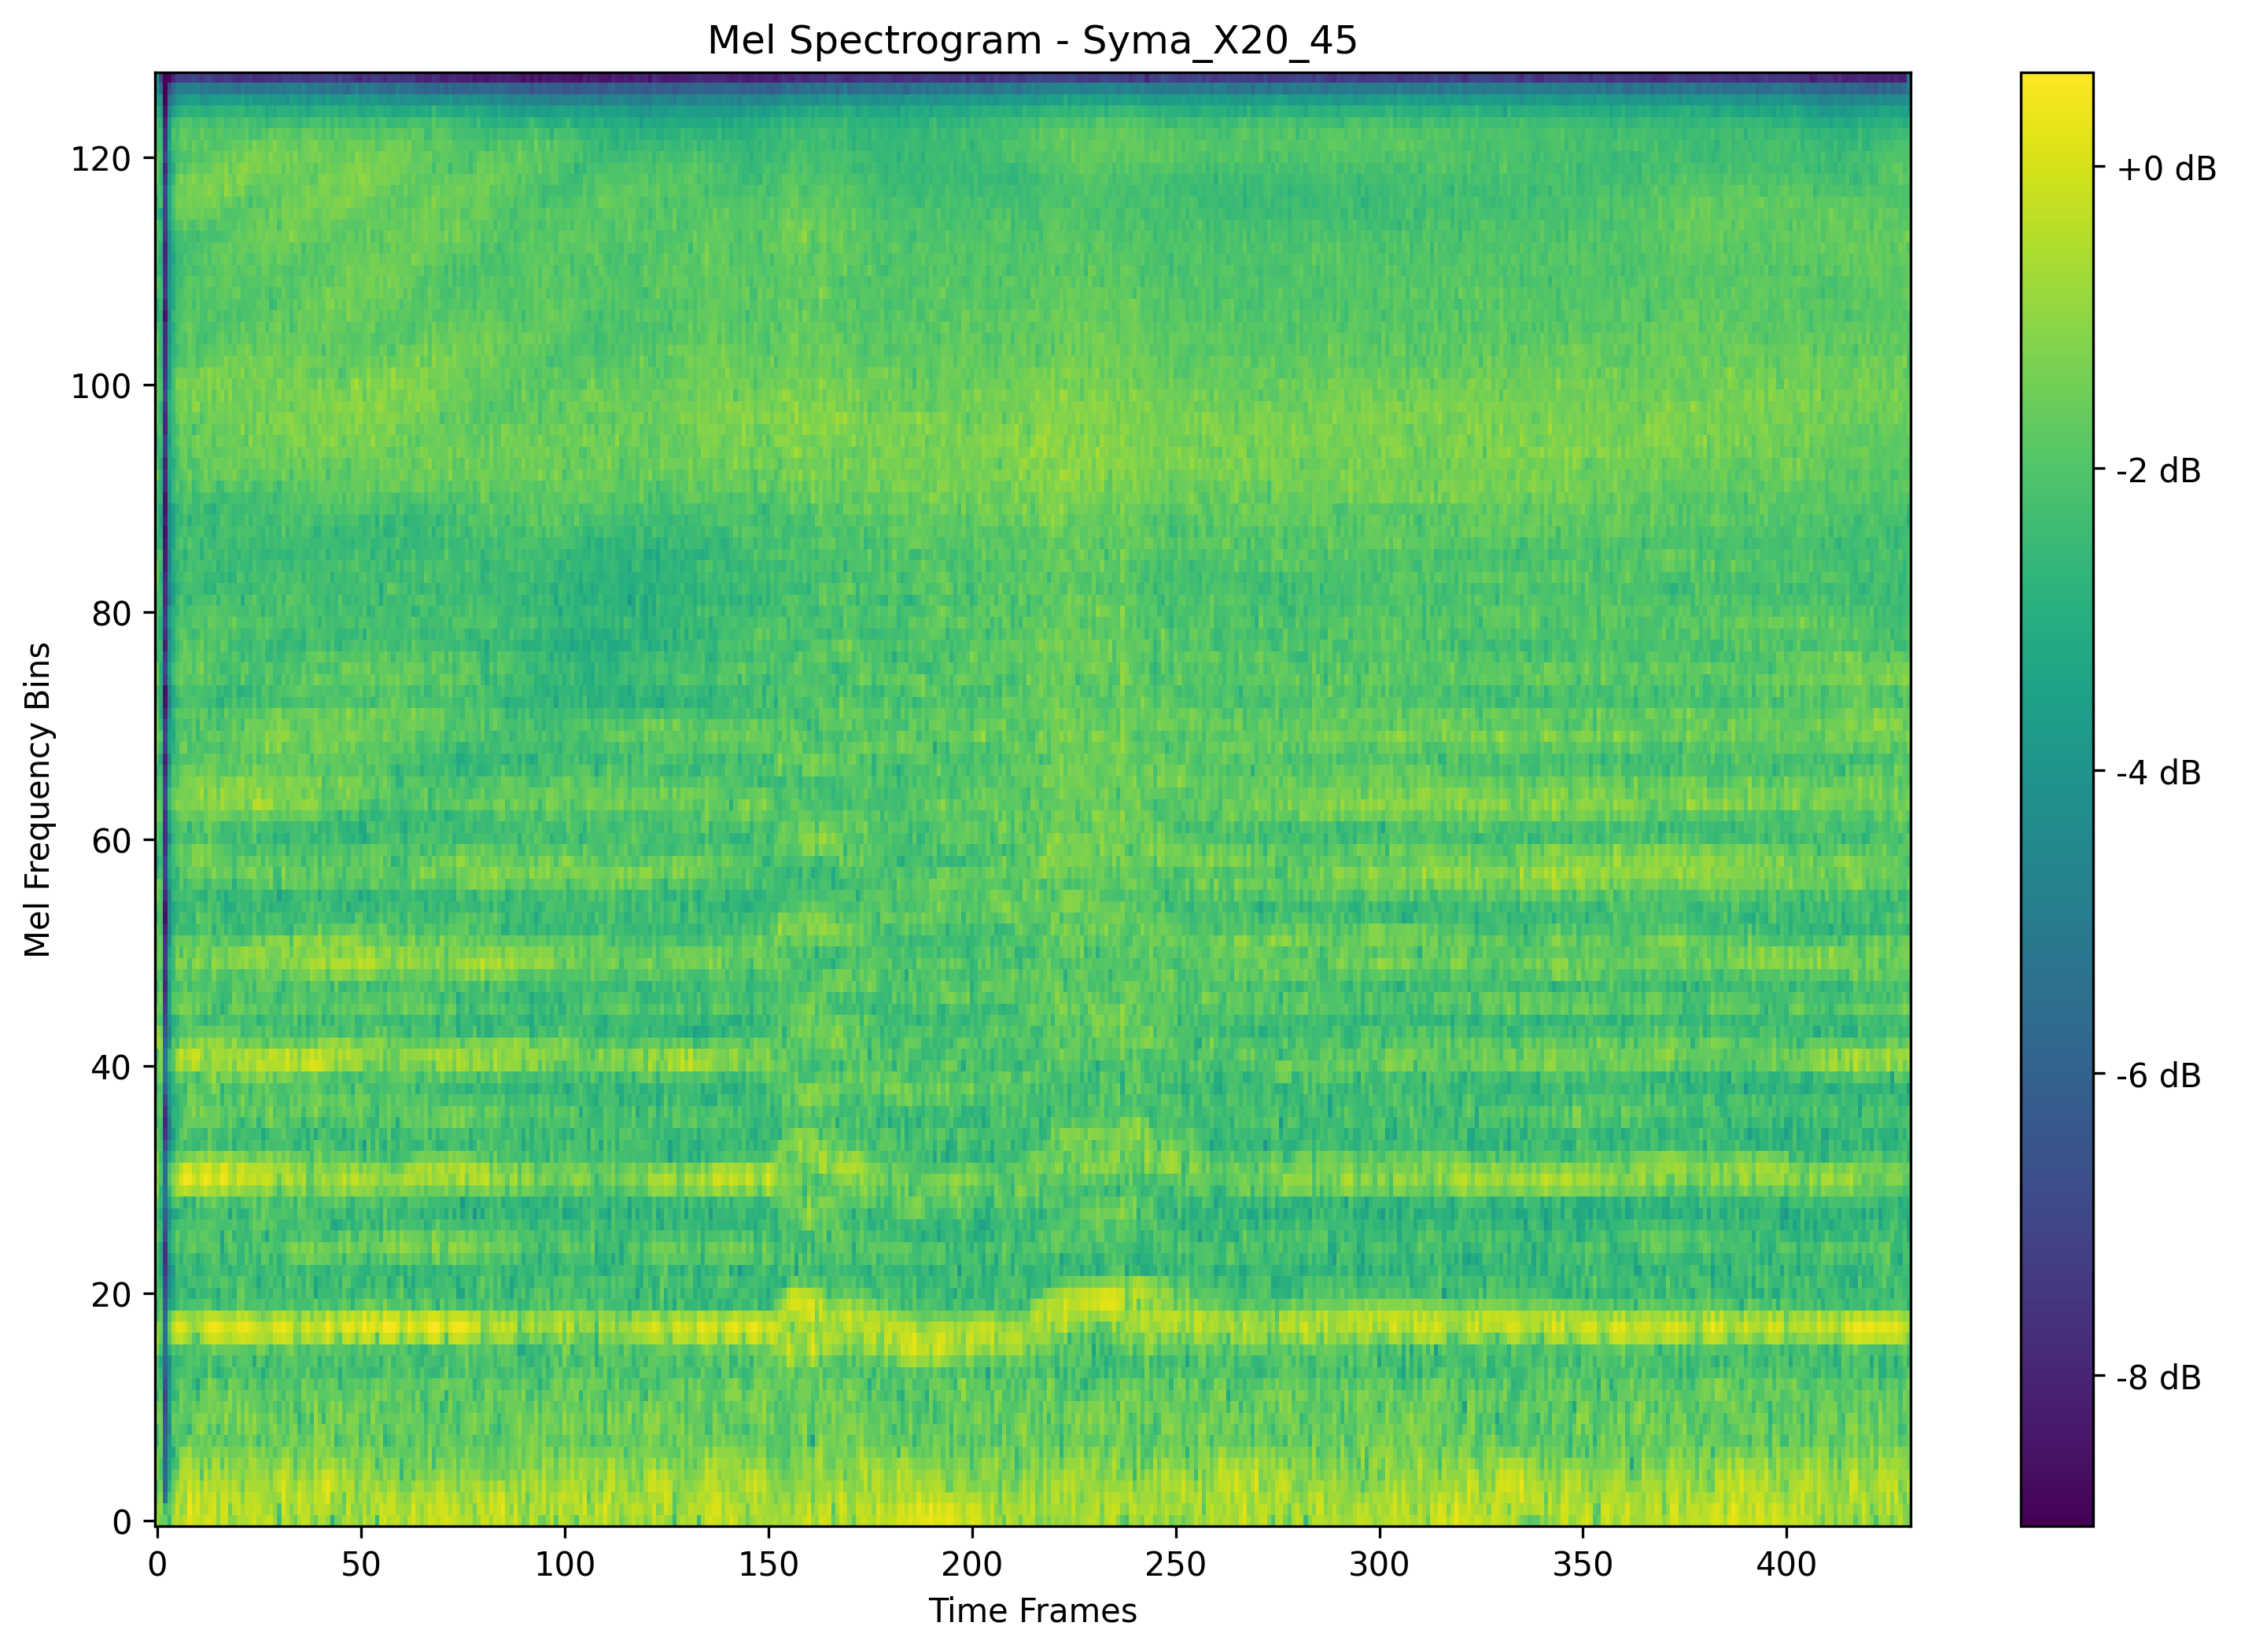 Mel Spectrogram - Syma_X20_45
Mel Frequency Bins
120
100
80
60
40
20
0
0 50 100 150 200 250 300 350 400
Time Frames
+0 dB
-2 dB
-4 dB
-6 dB
-8 dB